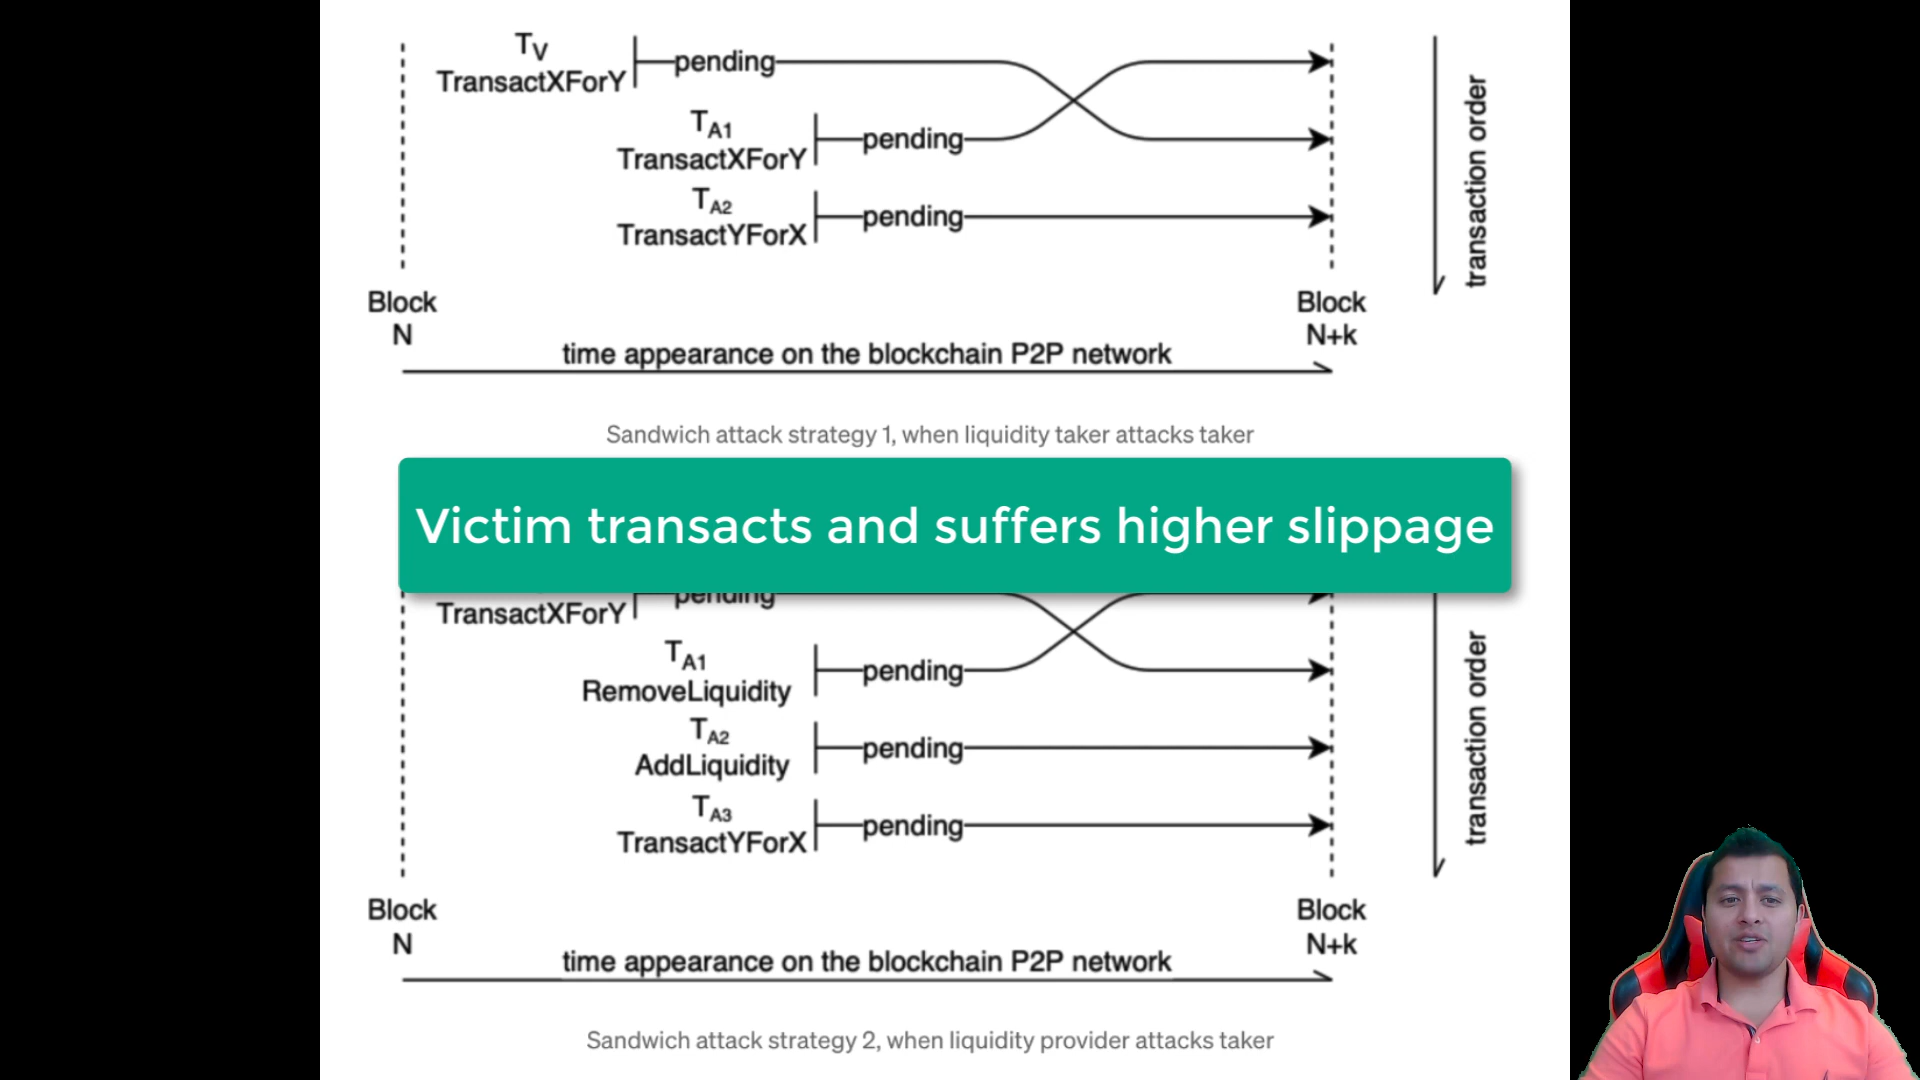 TV
TransactXForY
pending
TA1
TransactXForY
pending
TA2
TransactYForX
pending
transaction order
Block
N
Block
N+k
time appearance on the blockchain P2P network
Sandwich attack strategy 1, when liquidity taker attacks taker
Victim transacts and suffers higher slippage
TransactXForY
pending
TA1
RemoveLiquidity
pending
TA2
AddLiquidity
pending
TA3
TransactYForX
pending
transaction order
Block
N
Block
N+k
time appearance on the blockchain P2P network
Sandwich attack strategy 2, when liquidity provider attacks taker